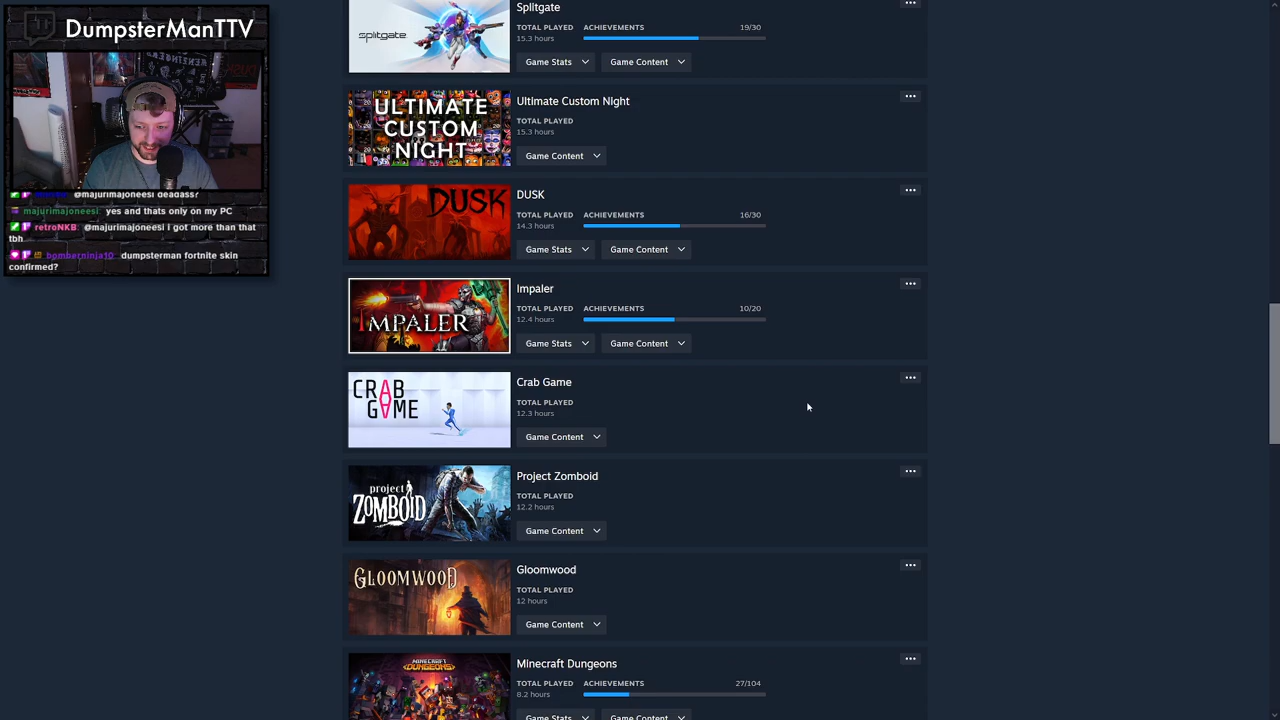 DumpsterManTTV
@majurimajoneesi deadass?
majurimajoneesi: yes and thats only on my PC
retroNKB: @majurimajoneesi i got more than that
tbh
bomberninja10: dumpsterman fortnite skin
confirmed?
splitgate
Splitgate
TOTAL PLAYED
15.3 hours
ACHIEVEMENTS
19/30
Game Stats
Game Content
ULTIMATE
CUSTOM
NIGHT
Ultimate Custom Night
TOTAL PLAYED
15.3 hours
Game Content
DUSK
DUSK
TOTAL PLAYED
14.3 hours
ACHIEVEMENTS
16/30
Game Stats
Game Content
IMPALER
Impaler
TOTAL PLAYED
12.4 hours
ACHIEVEMENTS
10/20
Game Stats
Game Content
CRAB
GAME
Crab Game
TOTAL PLAYED
12.3 hours
Game Content
project
ZOMBOID
Project Zomboid
TOTAL PLAYED
12.2 hours
Game Content
GLOOMWOOD
Gloomwood
TOTAL PLAYED
12 hours
Game Content
MINECRAFT
DUNGEONS
Minecraft Dungeons
TOTAL PLAYED
8.2 hours
ACHIEVEMENTS
27/104
Game Stats
Game Content